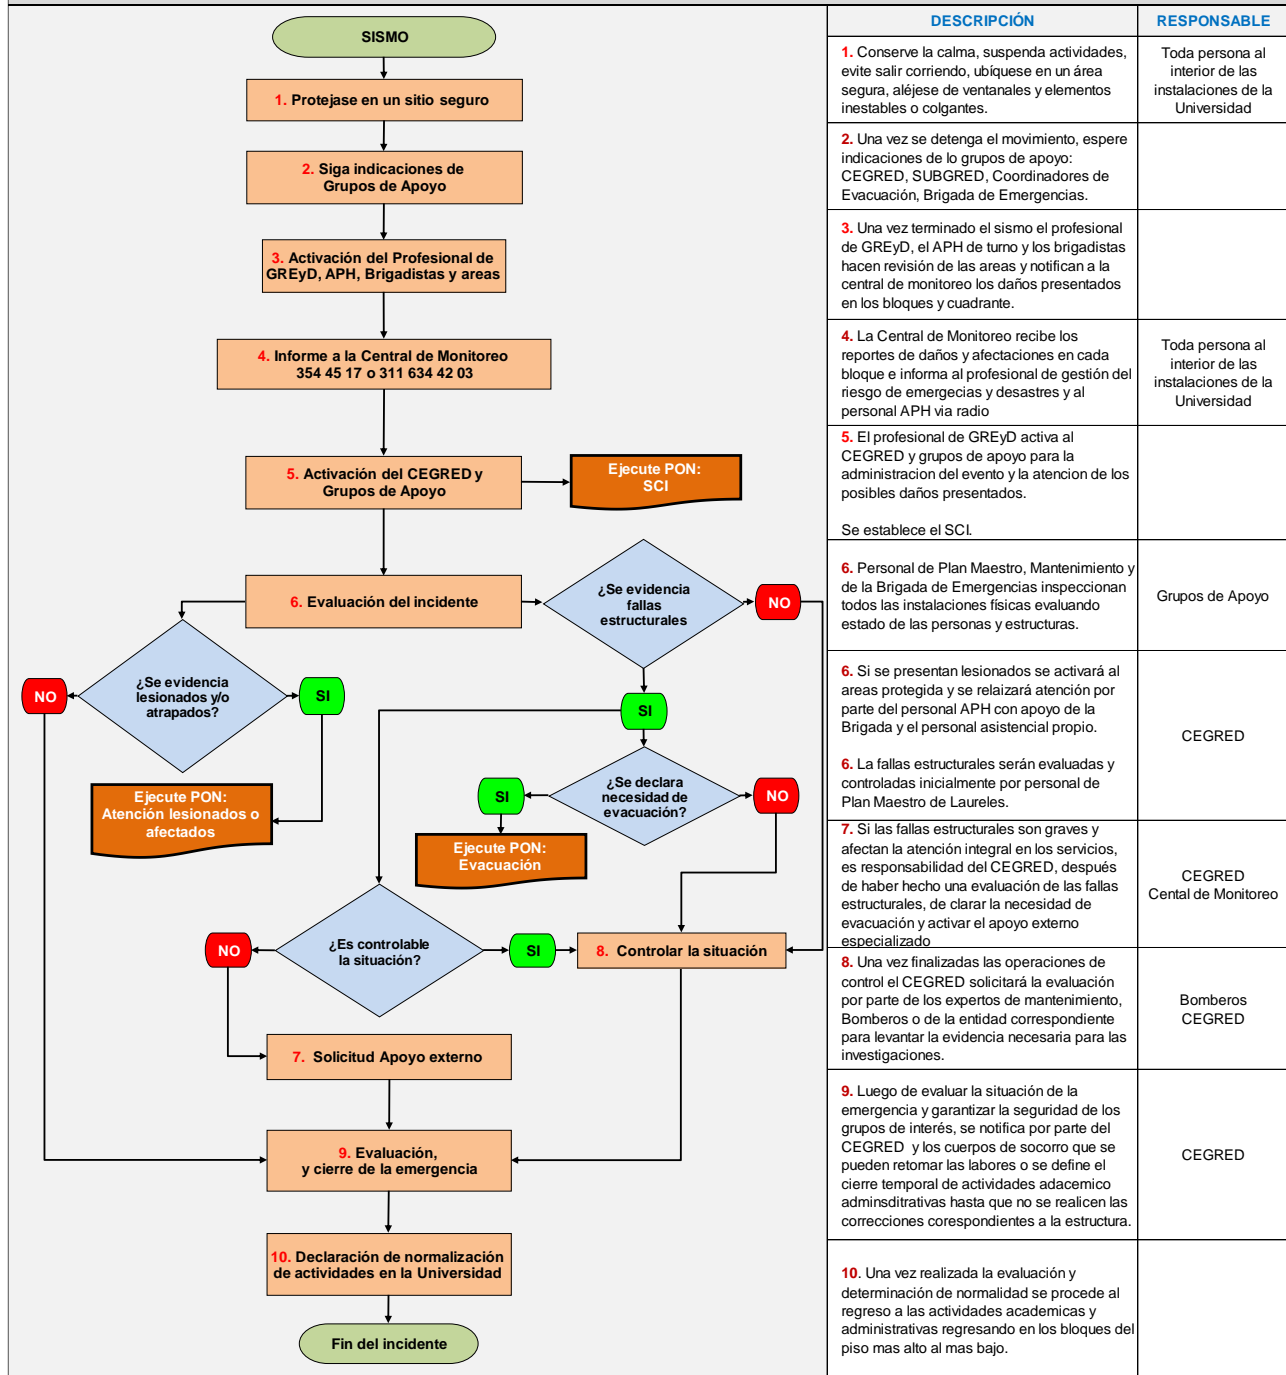 SISMO
1. Protejase en un sitio seguro
2. Siga indicaciones de
Grupos de Apoyo
3. Activación del Profesional de
GREyD, APH, Brigadistas y areas
4. Informe a la Central de Monitoreo
354 45 17 o 311 634 42 03
5. Activación del CEGRED y
Grupos de Apoyo
Ejecute PON:
SCI
6. Evaluación del incidente
¿Se evidencia
fallas
estructurales
NO
¿Se evidencia
lesionados y/o
atrapados?
NO
SI
SI
Ejecute PON:
Atención lesionados o
afectados
¿Se declara
necesidad de
evacuación?
SI
NO
Ejecute PON:
Evacuación
¿Es controlable
la situación?
NO
SI
8. Controlar la situación
7. Solicitud Apoyo externo
9. Evaluación,
y cierre de la emergencia
10. Declaración de normalización
de actividades en la Universidad
Fin del incidente
DESCRIPCIÓN
RESPONSABLE
1. Conserve la calma, suspenda actividades,
evite salir corriendo, ubíquese en un área
segura, aléjese de ventanales y elementos
inestables o colgantes.
Toda persona al
interior de las
instalaciones de la
Universidad
2. Una vez se detenga el movimiento, espere
indicaciones de lo grupos de apoyo:
CEGRED, SUBGRED, Coordinadores de
Evacuación, Brigada de Emergencias.
3. Una vez terminado el sismo el profesional
de GREyD, el APH de turno y los brigadistas
hacen revisión de las areas y notifican a la
central de monitoreo los daños presentados
en los bloques y cuadrante.
4. La Central de Monitoreo recibe los
reportes de daños y afectaciones en cada
bloque e informa al profesional de gestión del
riesgo de emergecias y desastres y al
personal APH via radio
Toda persona al
interior de las
instalaciones de la
Universidad
5. El profesional de GREyD activa al
CEGRED y grupos de apoyo para la
administracion del evento y la atencion de los
posibles daños presentados.
Se establece el SCI.
6. Personal de Plan Maestro, Mantenimiento y
de la Brigada de Emergencias inspeccionan
todos las instalaciones físicas evaluando
estado de las personas y estructuras.
Grupos de Apoyo
6. Si se presentan lesionados se activará al
areas protegida y se relaizará atención por
parte del personal APH con apoyo de la
Brigada y el personal asistencial propio.
6. La fallas estructurales serán evaluadas y
controladas inicialmente por personal de
Plan Maestro de Laureles.
CEGRED
7. Si las fallas estructurales son graves y
afectan la atención integral en los servicios,
es responsabilidad del CEGRED, después
de haber hecho una evaluación de las fallas
estructurales, de clarar la necesidad de
evacuación y activar el apoyo externo
especializado
CEGRED
Cental de Monitoreo
8. Una vez finalizadas las operaciones de
control el CEGRED solicitará la evaluación
por parte de los expertos de mantenimiento,
Bomberos o de la entidad correspondiente
para levantar la evidencia necesaria para las
investigaciones.
Bomberos
CEGRED
9. Luego de evaluar la situación de la
emergencia y garantizar la seguridad de los
grupos de interés, se notifica por parte del
CEGRED y los cuerpos de socorro que se
pueden retomar las labores o se define el
cierre temporal de actividades adacemico
adminsditrativas hasta que no se realicen las
correcciones corespondientes a la estructura.
CEGRED
10. Una vez realizada la evaluación y
determinación de normalidad se procede al
regreso a las actividades academicas y
administrativas regresando en los bloques del
piso mas alto al mas bajo.